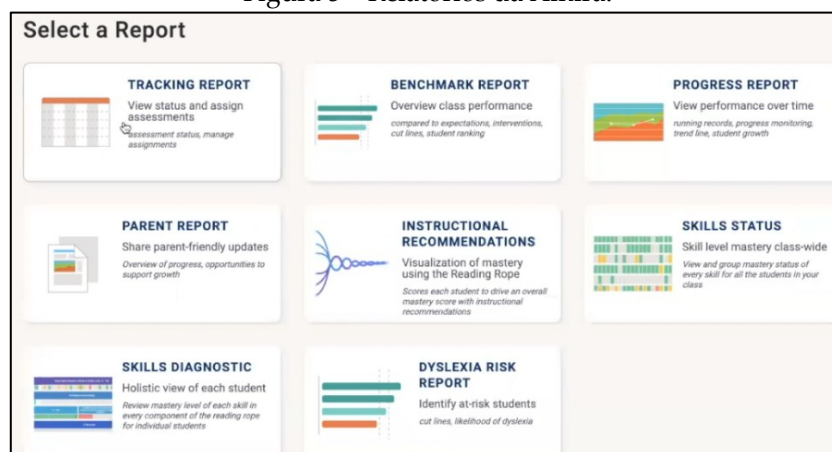 Select a Report
TRACKING REPORT
View status and assign
assessments
assessment status, manage
assignments
BENCHMARK REPORT
Overview class performance
compared to expectations, interventions,
cut lines, student ranking
PROGRESS REPORT
View performance over time
running records, progress monitoring,
trend line, student growth
PARENT REPORT
Share parent-friendly updates
Overview of progress, opportunities to
support growth
INSTRUCTIONAL
RECOMMENDATIONS
Visualization of mastery
using the Reading Rope
Scores each student to drive an overall
mastery score with instructional
recommendations
SKILLS STATUS
Skill level mastery class-wide
View and group mastery status of
every skill for all the students in your
class
SKILLS DIAGNOSTIC
Holistic view of each student
Review mastery level of each skill in
every component of the reading rope
for individual students
DYSLEXIA RISK
REPORT
Identify at-risk students
cut lines, likelihood of dyslexia